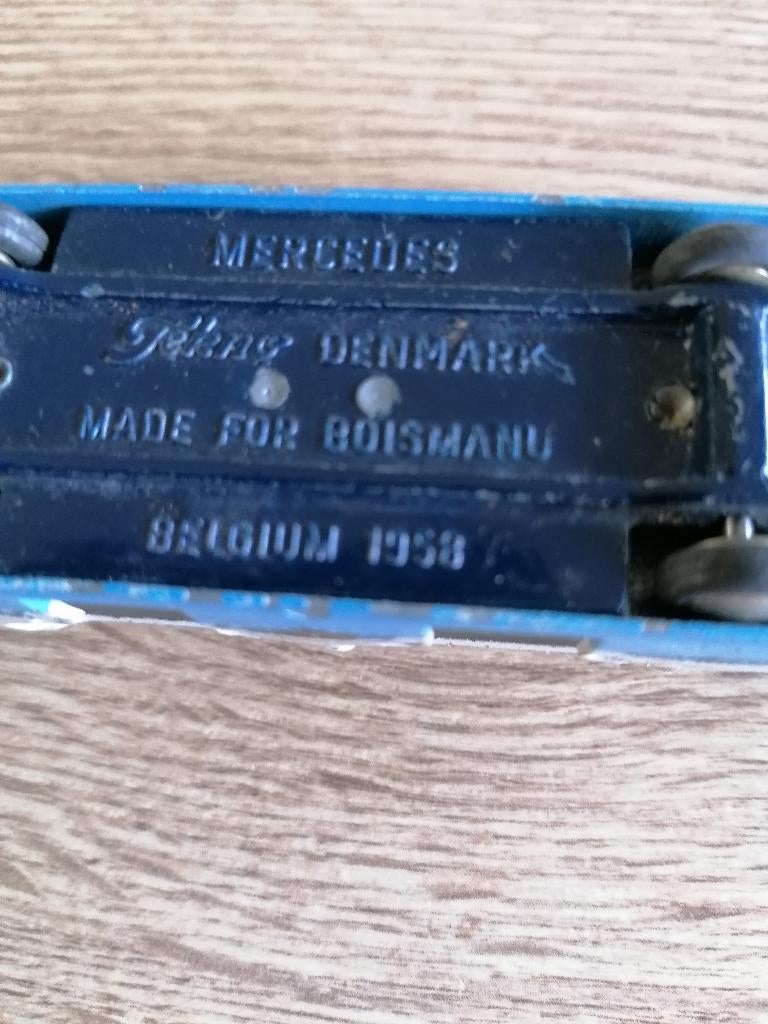 MERCEDES
Tekno DENMARK
MADE FOR BOISMANU
BELGIUM 1958